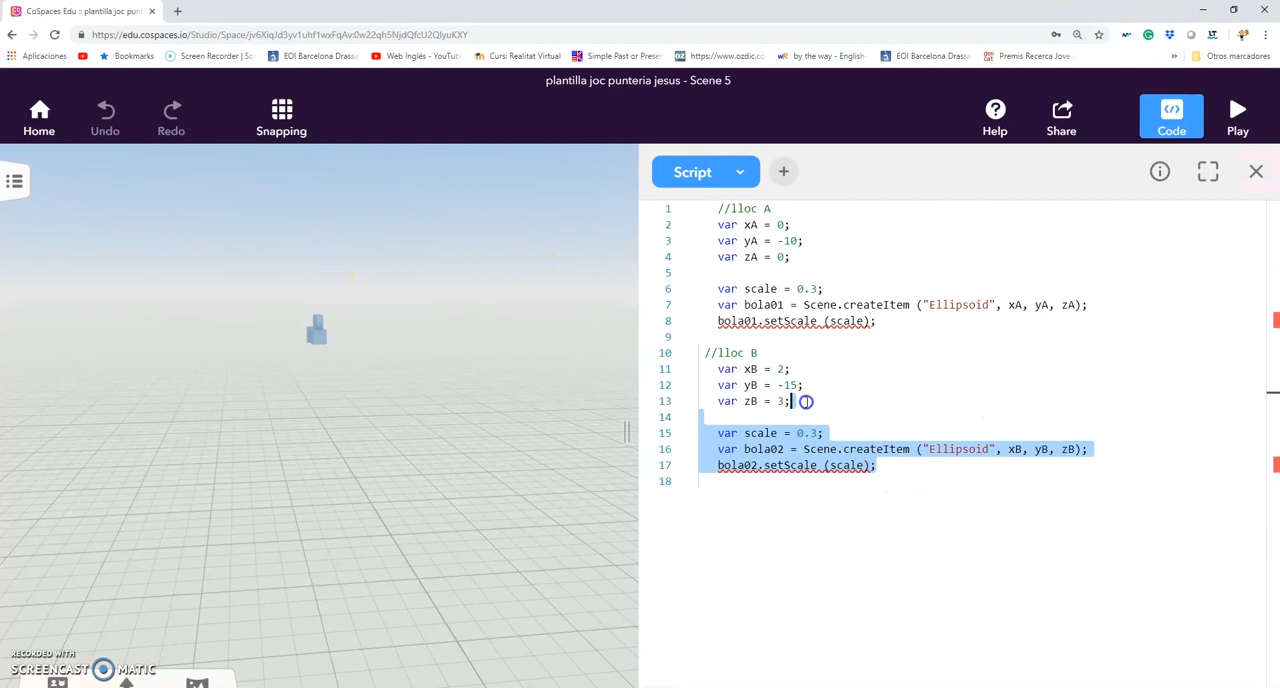 CoSpaces Edu :: plantilla joc punt
https://edu.cospaces.io/Studio/Space/
Aplicaciones
Bookmarks
Screen Recorder | Sc
EOI Barcelona Drass
Web Inglés - YouTub
Curs: Realitat Virtual
Simple Past or Prese
https://www.ozdic.co
by the way - English
EOI Barcelona Drass
Premis Recerca Jove
»
Otros marcadores
plantilla joc punteria jesus - Scene 5
Home
Undo
Redo
Snapping
Help
Share
Code
Play
Script
1 //lloc A
2 var xA = 0;
3 var yA = -10;
4 var zA = 0;
5
6 var scale = 0.3;
7 var bola01 = Scene.createItem ("Ellipsoid", xA, yA, zA);
8 bola01.setScale (scale);
9
10 //lloc B
11 var xB = 2;
12 var yB = -15;
13 var zB = 3;
14
15 var scale = 0.3;
16 var bola02 = Scene.createItem ("Ellipsoid", xB, yB, zB);
17 bola02.setScale (scale);
18
RECORDED WITH
SCREENCAST MATIC